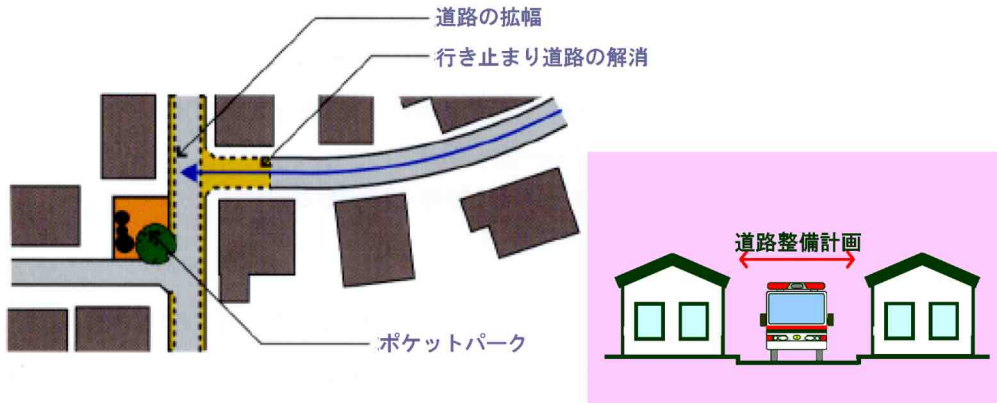 道路の拡幅
行き止まり道路の解消
道路整備計画
ポケットパーク